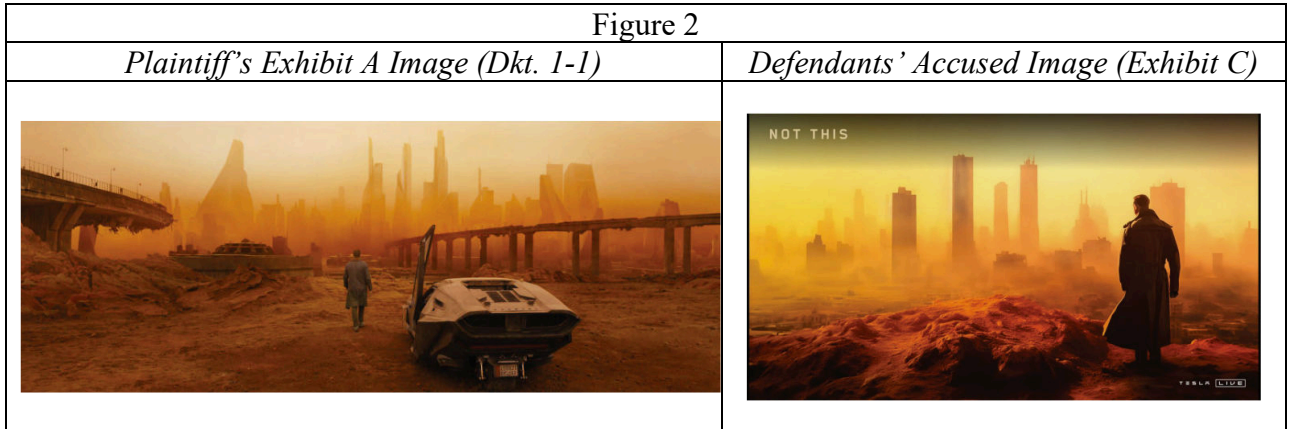 Figure 2
Plaintiff's Exhibit A Image (Dkt. 1-1)
Defendants' Accused Image (Exhibit C)
NOT THIS
TESLA LIVE